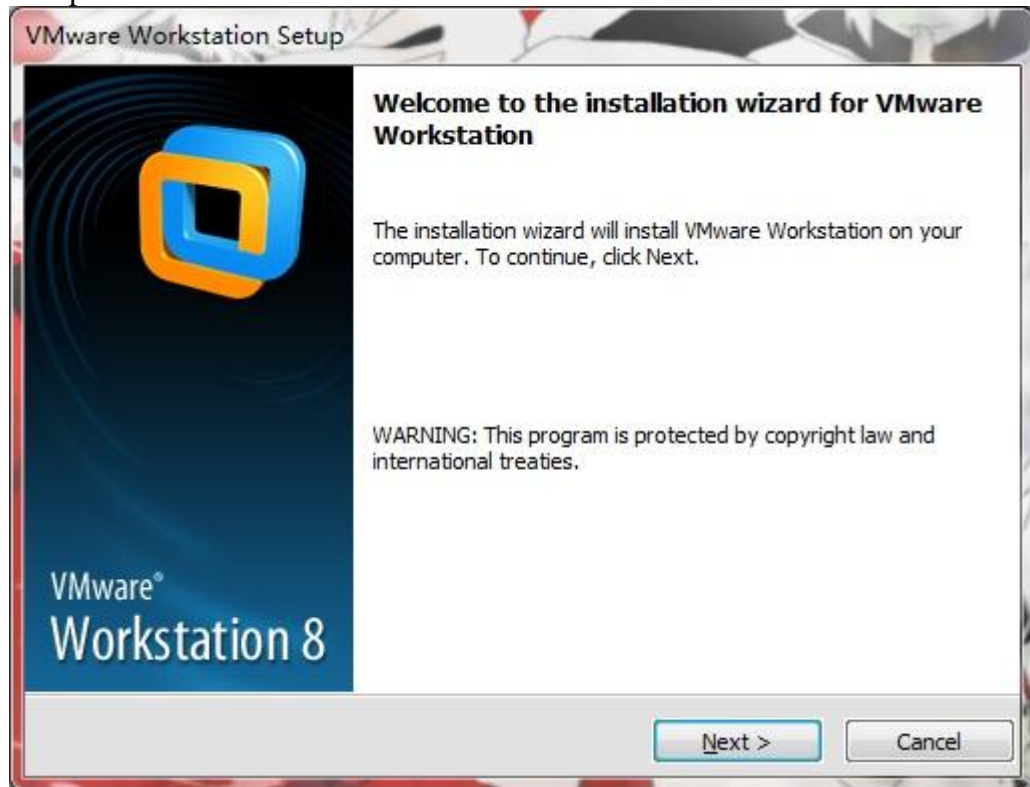 VMware Workstation Setup
Welcome to the installation wizard for VMware
Workstation
The installation wizard will install VMware Workstation on your
computer. To continue, click Next.
WARNING: This program is protected by copyright law and
international treaties.
VMware®
Workstation 8
Next >
Cancel